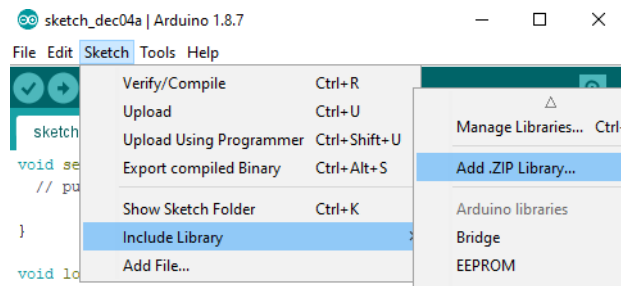 sketch_dec04a | Arduino 1.8.7
File Edit Sketch Tools Help
Verify/Compile Ctrl+R
Upload Ctrl+U
Upload Using Programmer Ctrl+Shift+U
Export compiled Binary Ctrl+Alt+S
Show Sketch Folder Ctrl+K
Include Library
Add File...
Manage Libraries... Ctrl
Add .ZIP Library...
Arduino libraries
Bridge
EEPROM
sketch
void se
// pu
}
void lo